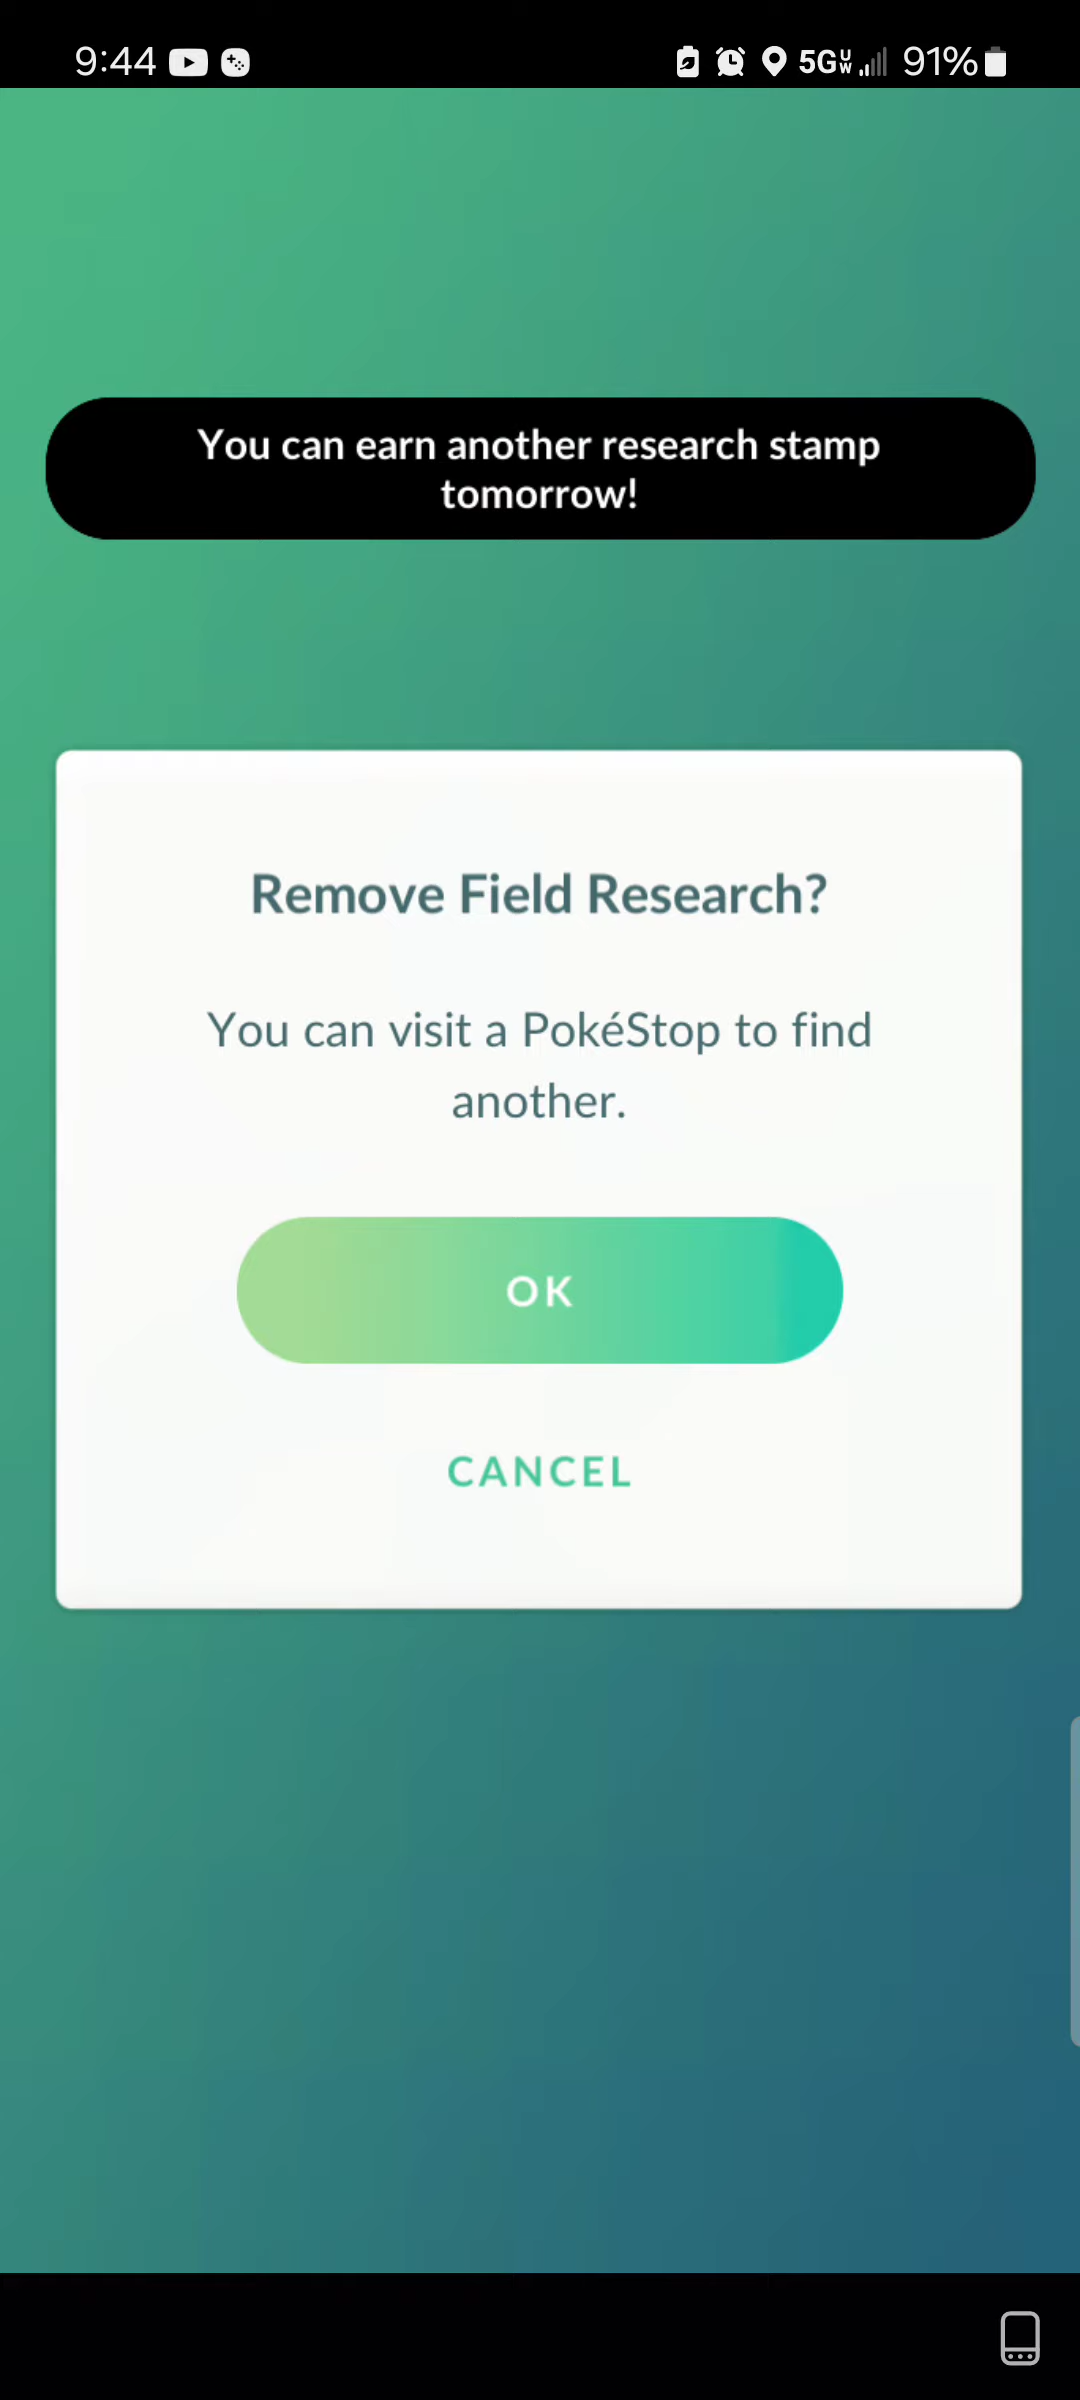 9:44 5G UW 91%
You can earn another research stamp
tomorrow!
Remove Field Research?
You can visit a PokéStop to find
another.
OK
CANCEL